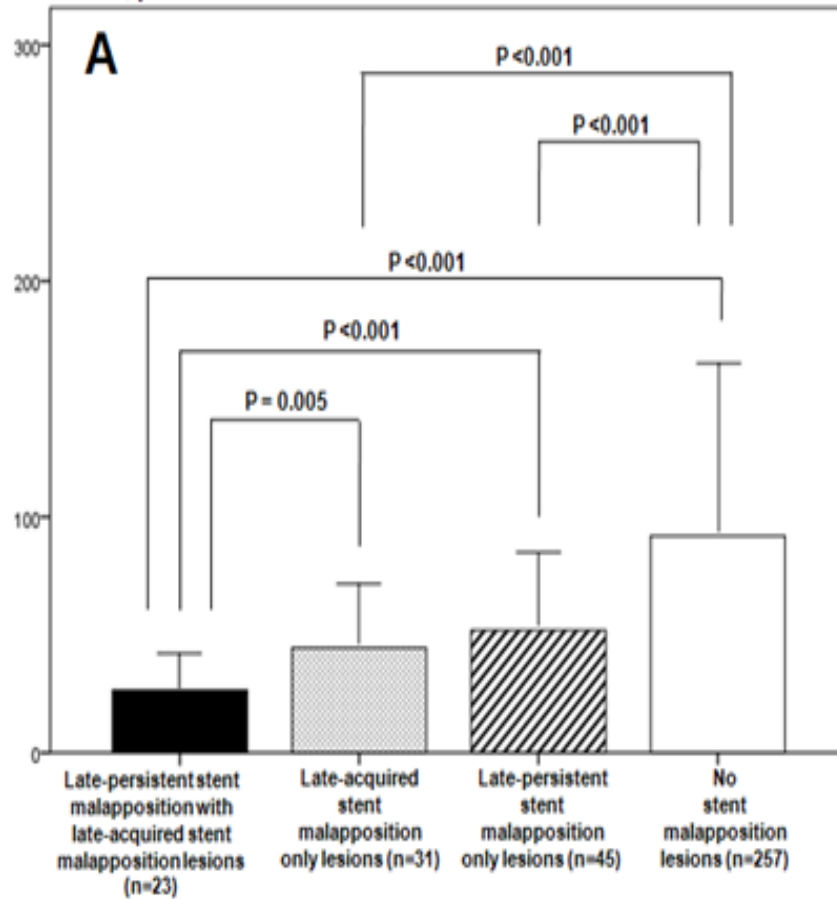 300
A
P <0.001
P <0.001
200
P <0.001
P <0.001
P = 0.005
100
0
Late-persistent stent
malapposition with
late-acquired stent
malapposition lesions
(n=23)
Late-acquired
stent
malapposition
only lesions (n=31)
Late-persistent
stent
malapposition
only lesions (n=45)
No
stent
malapposition
lesions (n=257)